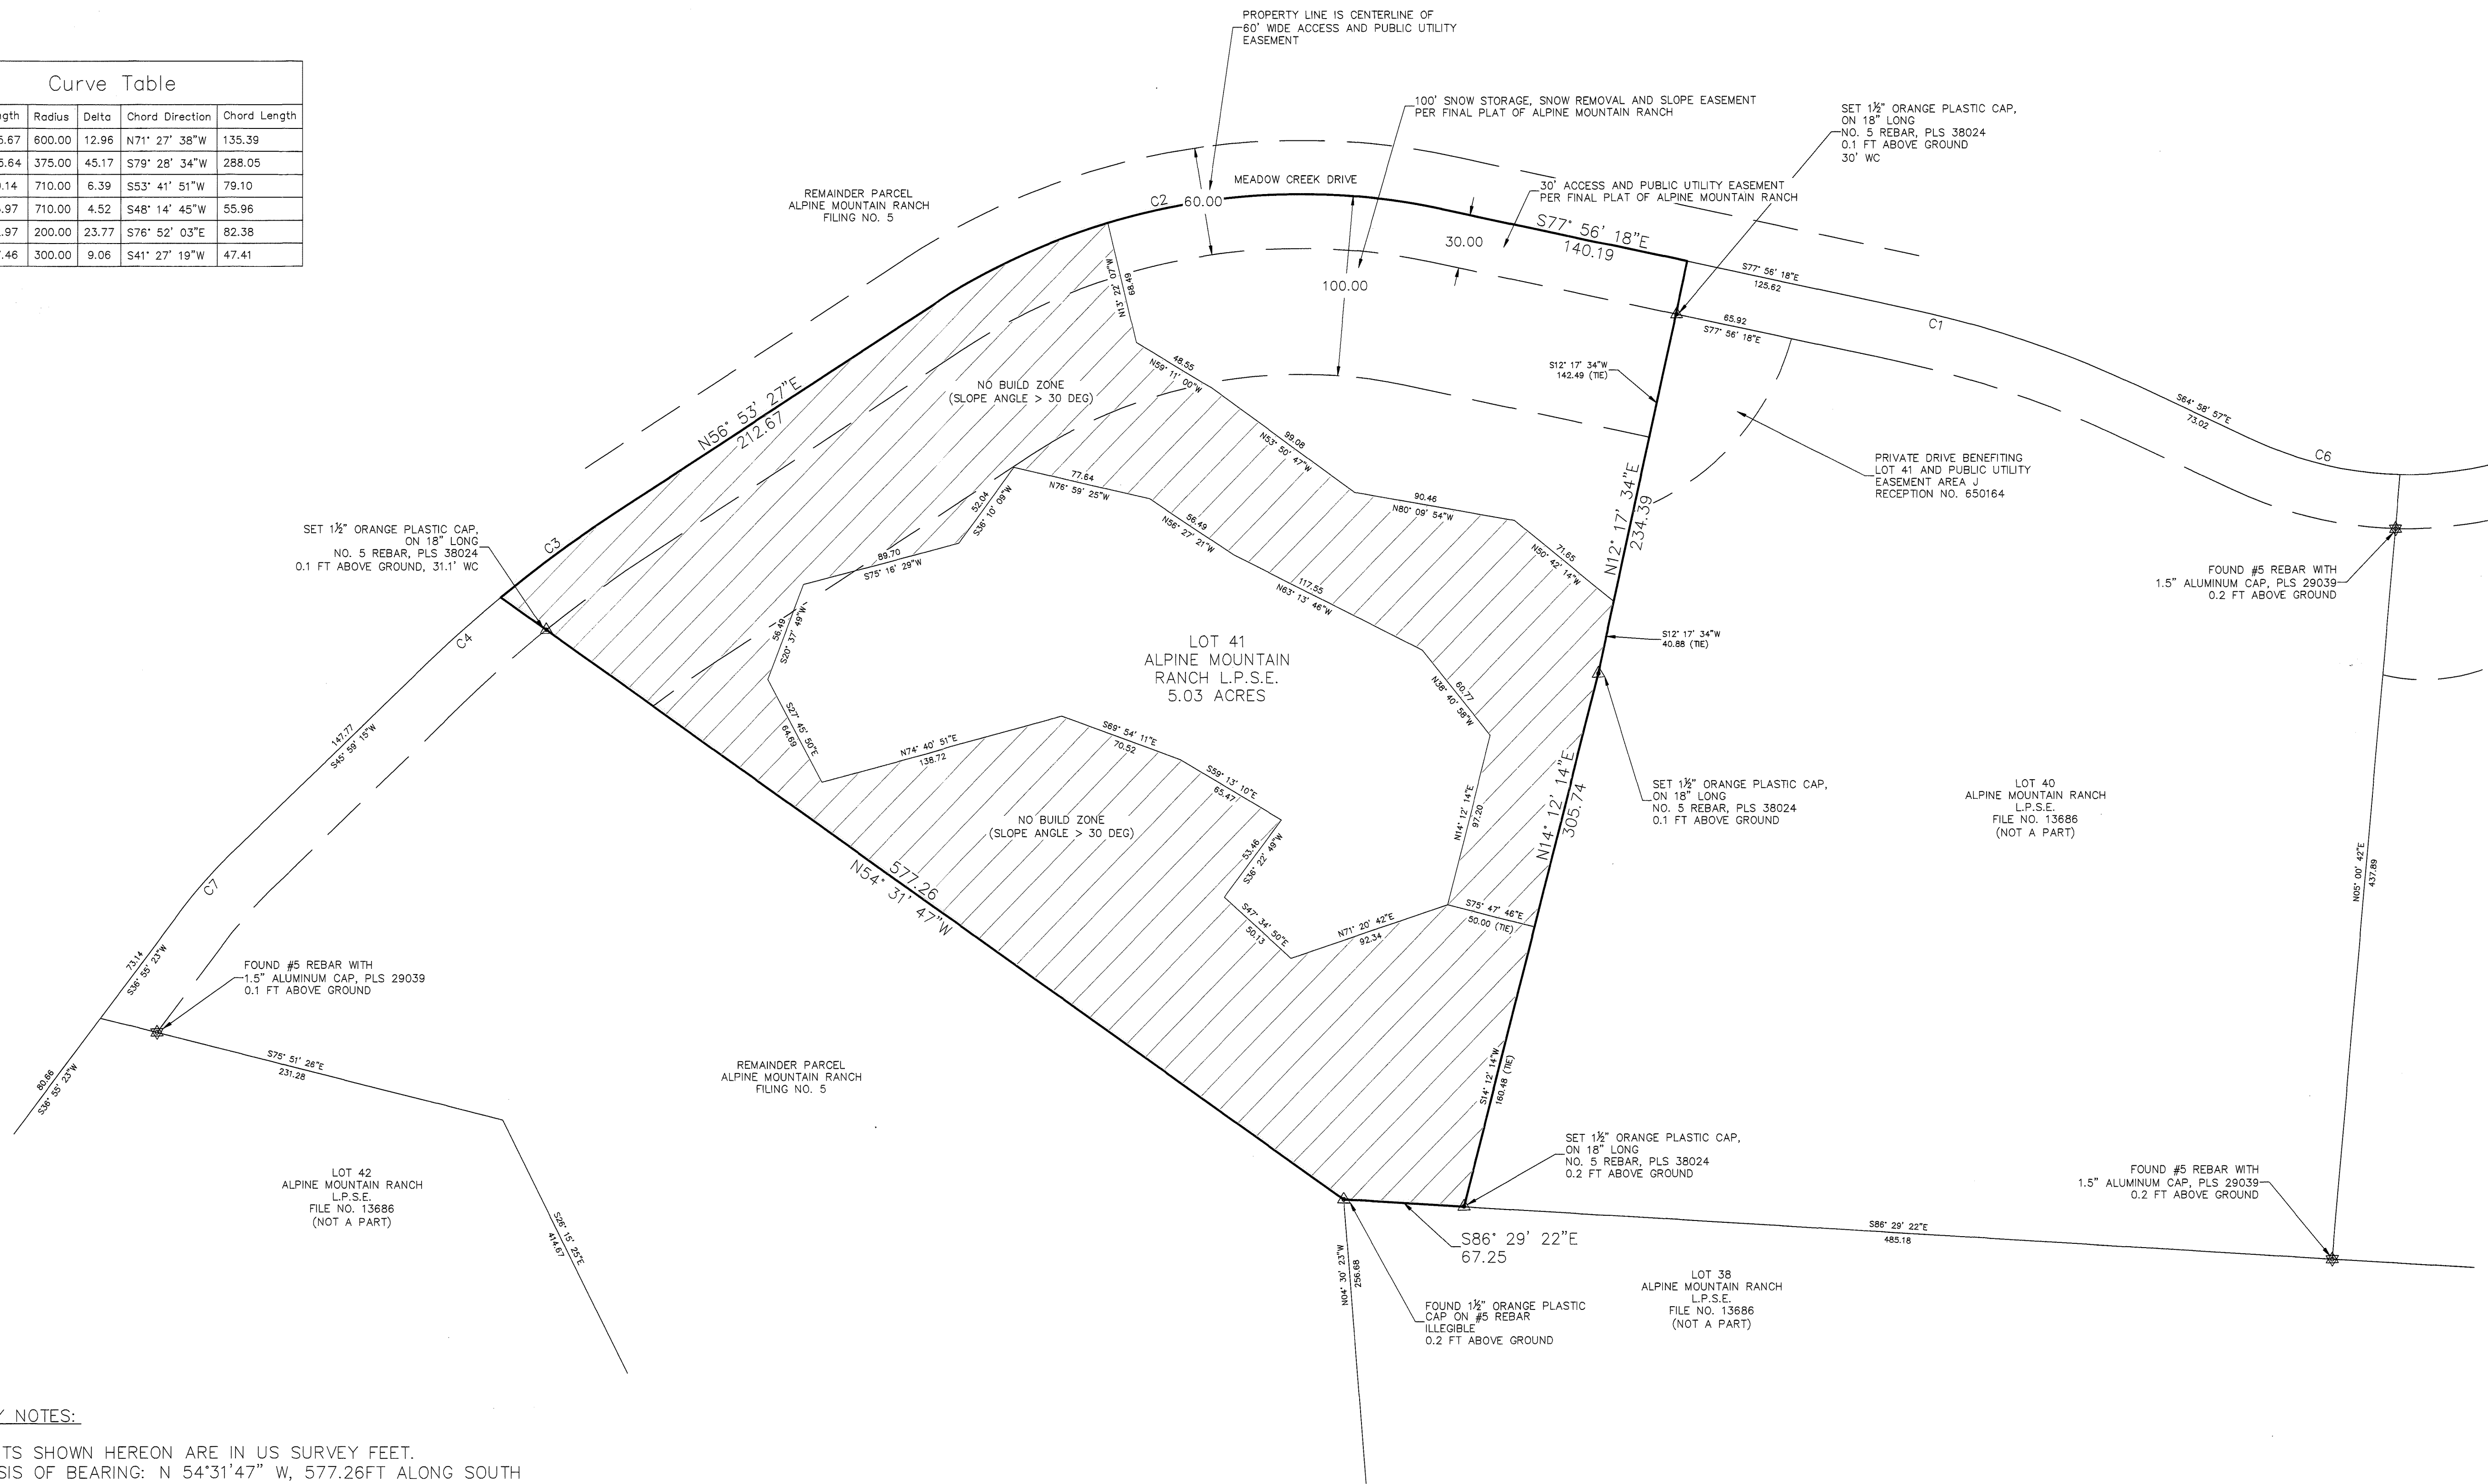 Curve Table
Radius Delta Chord Direction Chord Length
600.00 12.96 N71° 27' 38"W 135.39
375.00 45.17 S79° 28' 34"W 288.05
710.00 6.39 S53° 41' 51"W 79.10
710.00 4.52 S48° 14' 45"W 55.96
200.00 23.77 S76° 52' 03"E 82.38
300.00 9.06 S41° 27' 19"W 47.41
PROPERTY LINE IS CENTERLINE OF
60' WIDE ACCESS AND PUBLIC UTILITY
EASEMENT
100' SNOW STORAGE, SNOW REMOVAL AND SLOPE EASEMENT
PER FINAL PLAT OF ALPINE MOUNTAIN RANCH
SET 1½" ORANGE PLASTIC CAP,
ON 18" LONG
NO. 5 REBAR, PLS 38024
0.1 FT ABOVE GROUND
30' WC
REMAINDER PARCEL
ALPINE MOUNTAIN RANCH
FILING NO. 5
MEADOW CREEK DRIVE
C2
60.00
30' ACCESS AND PUBLIC UTILITY EASEMENT
PER FINAL PLAT OF ALPINE MOUNTAIN RANCH
S77° 56' 18"E
140.19
30.00
100.00
S77° 56' 18"E
125.62
C1
65.92
S77° 56' 18"E
N13° 22' 07"W
68.49
48.55
N59° 11' 00"W
NO BUILD ZONE
(SLOPE ANGLE > 30 DEG)
S12° 17' 34"W
142.49 (TIE)
S64° 58' 57"E
73.02
C6
N56° 53' 27"E
212.67
99.08
N53° 50' 47"W
PRIVATE DRIVE BENEFITING
LOT 41 AND PUBLIC UTILITY
EASEMENT AREA J
RECEPTION NO. 650164
77.64
N76° 59' 25"W
90.46
N80° 09' 54"W
52.04
S36° 10' 09"W
56.49
N56° 27' 21"W
71.65
N50° 42' 14"W
N12° 17' 34"E
234.39
SET 1½" ORANGE PLASTIC CAP,
ON 18" LONG
NO. 5 REBAR, PLS 38024
0.1 FT ABOVE GROUND, 31.1' WC
C3
89.70
S75° 16' 29"W
FOUND #5 REBAR WITH
1.5" ALUMINUM CAP, PLS 29039
0.2 FT ABOVE GROUND
117.55
N63° 13' 46"W
56.49
S20° 37' 49"W
C4
LOT 41
ALPINE MOUNTAIN
RANCH L.P.S.E.
5.03 ACRES
S12° 17' 34"W
40.88 (TIE)
60.77
N38° 40' 58"W
S27° 45' 50"E
64.69
147.77
S45° 59' 15"W
N74° 40' 51"E
138.72
S69° 54' 11"E
70.52
S59° 13' 10"E
65.47
N14° 12' 14"E
97.20
N14° 12' 14"E
305.74
SET 1½" ORANGE PLASTIC CAP,
ON 18" LONG
NO. 5 REBAR, PLS 38024
0.1 FT ABOVE GROUND
LOT 40
ALPINE MOUNTAIN RANCH
L.P.S.E.
FILE NO. 13686
(NOT A PART)
NO BUILD ZONE
(SLOPE ANGLE > 30 DEG)
577.26
N54° 31' 47"W
53.46
S36° 22' 49"W
N05° 00' 42"E
437.89
C7
S47° 34' 50"E
50.13
N71° 20' 42"E
92.34
S75° 47' 46"E
50.00 (TIE)
73.14
S36° 55' 23"W
FOUND #5 REBAR WITH
1.5" ALUMINUM CAP, PLS 29039
0.1 FT ABOVE GROUND
S75° 51' 26"E
231.28
80.66
S36° 55' 23"W
REMAINDER PARCEL
ALPINE MOUNTAIN RANCH
FILING NO. 5
S14° 12' 14"W
160.48 (TIE)
SET 1½" ORANGE PLASTIC CAP,
ON 18" LONG
NO. 5 REBAR, PLS 38024
0.2 FT ABOVE GROUND
LOT 42
ALPINE MOUNTAIN RANCH
L.P.S.E.
FILE NO. 13686
(NOT A PART)
S26° 15' 25"E
414.67
FOUND #5 REBAR WITH
1.5" ALUMINUM CAP, PLS 29039
0.2 FT ABOVE GROUND
S86° 29' 22"E
67.25
S86° 29' 22"E
485.18
N04° 30' 23"W
256.68
LOT 38
ALPINE MOUNTAIN RANCH
L.P.S.E.
FILE NO. 13686
(NOT A PART)
FOUND 1½" ORANGE PLASTIC
CAP ON #5 REBAR
ILLEGIBLE
0.2 FT ABOVE GROUND
NOTES:
SHOWN HEREON ARE IN US SURVEY FEET.
OF BEARING: N 54°31'47" W, 577.26FT ALONG SOUTH